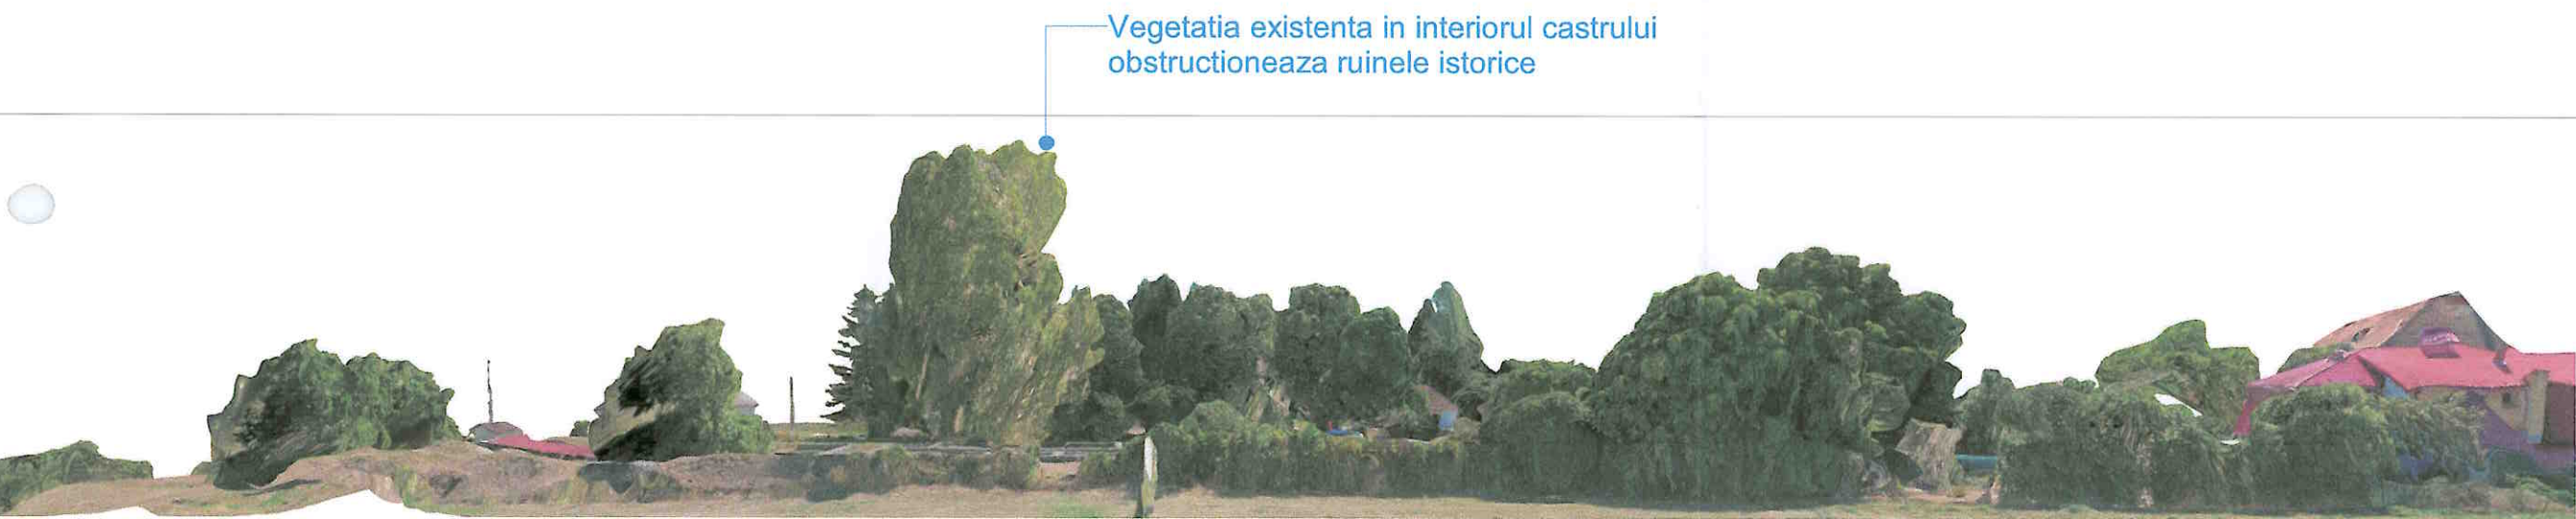 Vegetatia existenta in interiorul castrului
obstructioneaza ruinele istorice